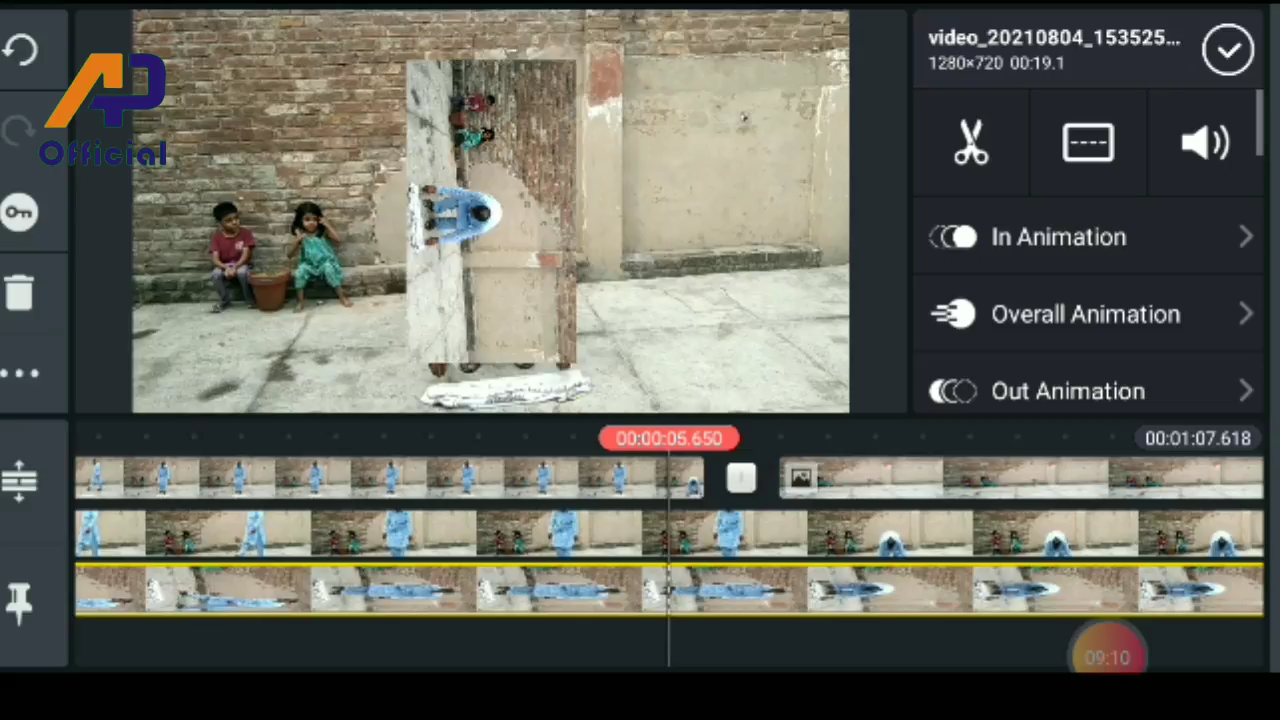 AP
Official
video_20210804_153525...
1280×720 00:19.1
In Animation
Overall Animation
Out Animation
00:00:05.650
00:01:07.618
09:10